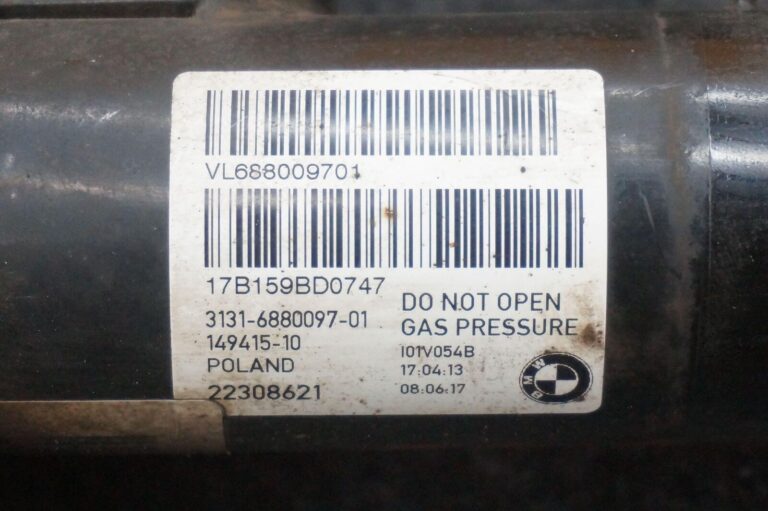 VL688009701
17B159BD0747
3131-6880097-01
149415-10
POLAND
22308621
DO NOT OPEN
GAS PRESSURE
I01V054B
17:04:13
08.06.17
BMW